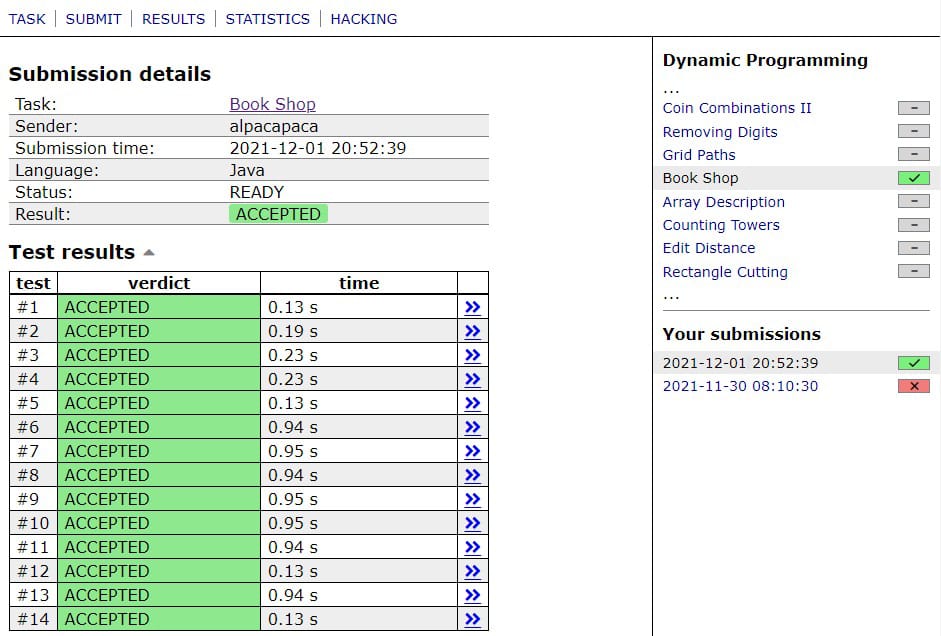 TASK SUBMIT RESULTS STATISTICS HACKING
Submission details
Task: Book Shop
Sender: alpacapaca
Submission time: 2021-12-01 20:52:39
Language: Java
Status: READY
Result: ACCEPTED
Test results
test verdict time
#1 ACCEPTED 0.13 s »
#2 ACCEPTED 0.19 s »
#3 ACCEPTED 0.23 s »
#4 ACCEPTED 0.23 s »
#5 ACCEPTED 0.13 s »
#6 ACCEPTED 0.94 s »
#7 ACCEPTED 0.95 s »
#8 ACCEPTED 0.94 s »
#9 ACCEPTED 0.95 s »
#10 ACCEPTED 0.95 s »
#11 ACCEPTED 0.94 s »
#12 ACCEPTED 0.13 s »
#13 ACCEPTED 0.94 s »
#14 ACCEPTED 0.13 s »
Dynamic Programming
...
Coin Combinations II –
Removing Digits –
Grid Paths –
Book Shop ✓
Array Description –
Counting Towers –
Edit Distance –
Rectangle Cutting –
...
Your submissions
2021-12-01 20:52:39 ✓
2021-11-30 08:10:30 ×